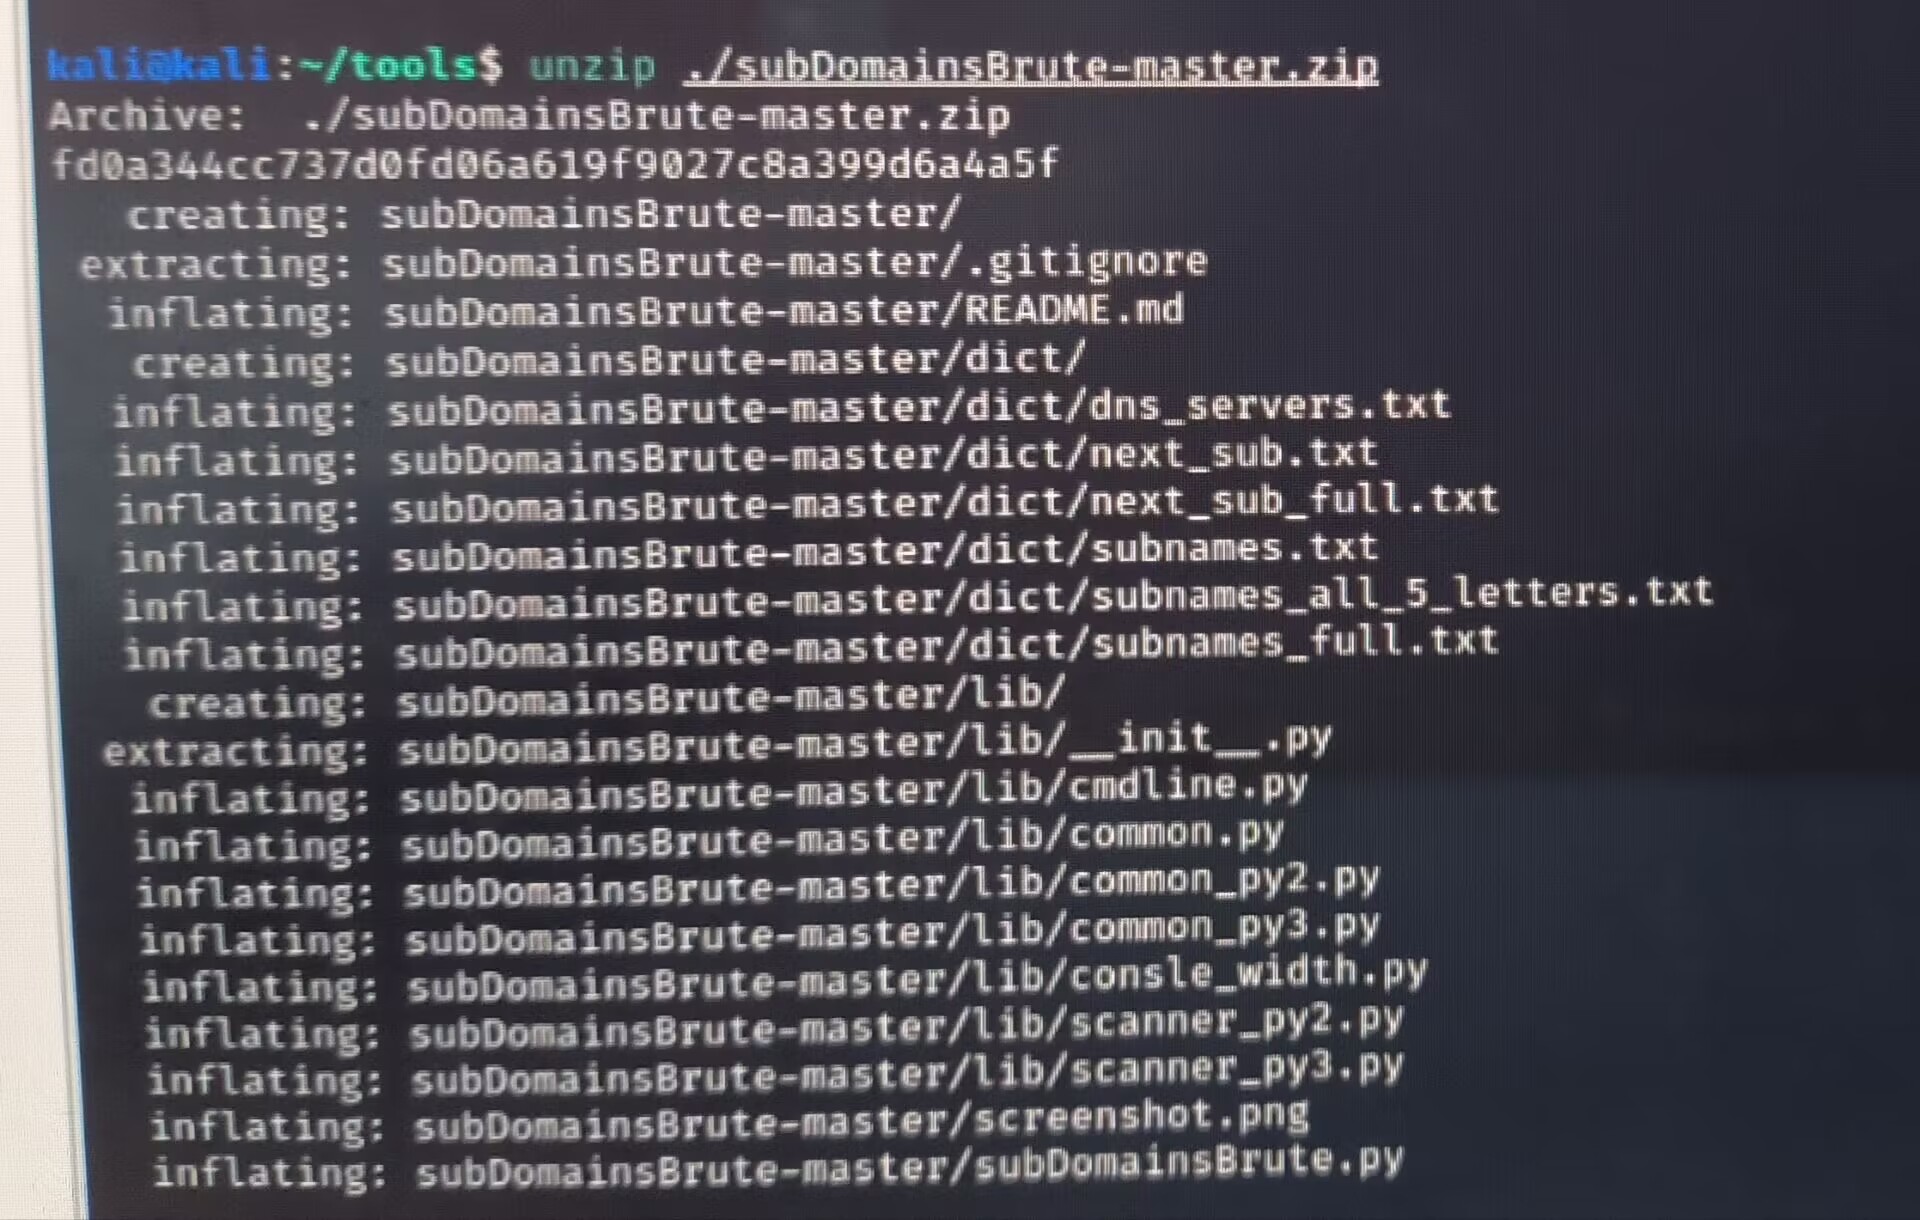 kali@kali:~/tools$ unzip ./subDomainsBrute-master.zip
Archive:  ./subDomainsBrute-master.zip
fd0a344cc737d0fd06a619f9027c8a399d6a4a5f
creating: subDomainsBrute-master/
extracting: subDomainsBrute-master/.gitignore
inflating: subDomainsBrute-master/README.md
creating: subDomainsBrute-master/dict/
inflating: subDomainsBrute-master/dict/dns_servers.txt
inflating: subDomainsBrute-master/dict/next_sub.txt
inflating: subDomainsBrute-master/dict/next_sub_full.txt
inflating: subDomainsBrute-master/dict/subnames.txt
inflating: subDomainsBrute-master/dict/subnames_all_5_letters.txt
inflating: subDomainsBrute-master/dict/subnames_full.txt
creating: subDomainsBrute-master/lib/
extracting: subDomainsBrute-master/lib/__init__.py
inflating: subDomainsBrute-master/lib/cmdline.py
inflating: subDomainsBrute-master/lib/common.py
inflating: subDomainsBrute-master/lib/common_py2.py
inflating: subDomainsBrute-master/lib/common_py3.py
inflating: subDomainsBrute-master/lib/consle_width.py
inflating: subDomainsBrute-master/lib/scanner_py2.py
inflating: subDomainsBrute-master/lib/scanner_py3.py
inflating: subDomainsBrute-master/screenshot.png
inflating: subDomainsBrute-master/subDomainsBrute.py